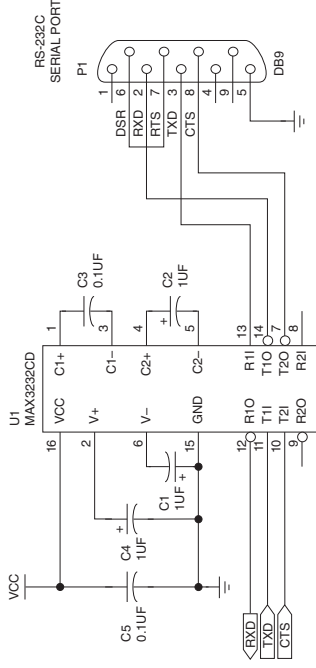 RS-232C
SERIAL PORT
P1
1
6
DSR
2
RXD
7
RTS
3
TXD
8
CTS
4
9
5
DB9
U1
MAX3232CD
VCC
16
VCC
C1+
1
C3
0.1UF
2
V+
C1−
3
6
V−
C2+
4
C2
1UF
+
15
GND
C2−
5
C5
0.1UF
C4
1UF
+
C1
1UF
+
RXD
12
R1O
R1I
13
TXD
11
T1I
T1O
14
CTS
10
T2I
T2O
7
9
R2O
R2I
8